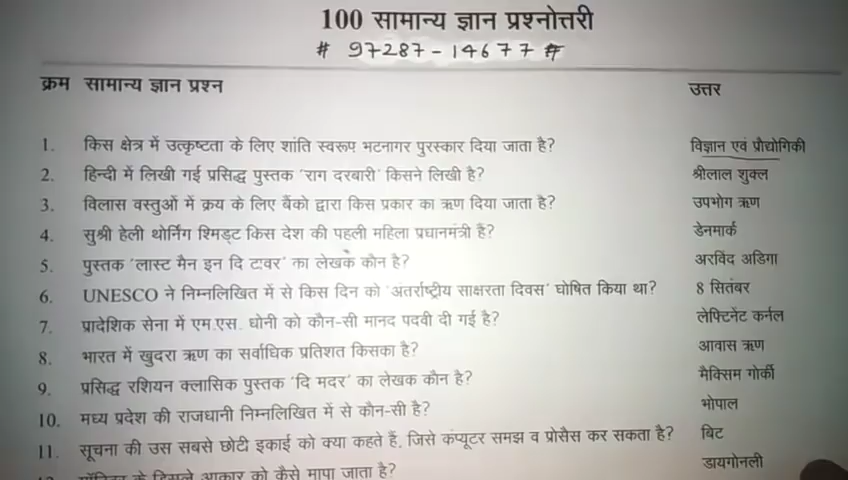 100 सामान्य ज्ञान प्रश्नोत्तरी
# 97287-14677 #
क्रम सामान्य ज्ञान प्रश्न उत्तर
1. किस क्षेत्र में उत्कृष्टता के लिए शांति स्वरूप भटनागर पुरस्कार दिया जाता है? विज्ञान एवं प्रौद्योगिकी
2. हिन्दी में लिखी गई प्रसिद्ध पुस्तक 'राग दरबारी' किसने लिखी है? श्रीलाल शुक्ल
3. विलास वस्तुओं में क्रय के लिए बैंको द्वारा किस प्रकार का ऋण दिया जाता है? उपभोग ऋण
4. सुश्री हेली थोर्निंग श्मिड्ट किस देश की पहली महिला प्रधानमंत्री हैं? डेनमार्क
5. पुस्तक 'लास्ट मैन इन दि टावर' का लेखक कौन है? अरविंद अडिगा
6. UNESCO ने निम्नलिखित में से किस दिन को 'अतर्राष्ट्रीय साक्षरता दिवस' घोषित किया था? 8 सितंबर
7. प्रादेशिक सेना में एम.एस. धोनी को कौन-सी मानद पदवी दी गई है? लेफ्टिनेंट कर्नल
8. भारत में खुदरा ऋण का सर्वाधिक प्रतिशत किसका है? आवास ऋण
9. प्रसिद्ध रशियन क्लासिक पुस्तक 'दि मदर' का लेखक कौन है? मैक्सिम गोर्की
10. मध्य प्रदेश की राजधानी निम्नलिखित में से कौन-सी है? भोपाल
11. सूचना की उस सबसे छोटी इकाई को क्या कहते हैं, जिसे कंप्यूटर समझ व प्रोसैस कर सकता है? बिट
के डिसप्ले आकार को कैसे मापा जाता है? डायगोनली